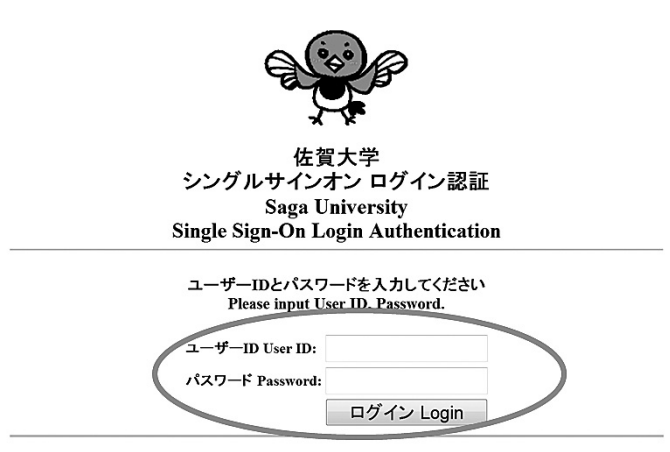 佐賀大学
シングルサインオン ログイン認証
Saga University
Single Sign-On Login Authentication
ユーザーIDとパスワードを入力してください
Please input User ID, Password.
ユーザーID User ID:
パスワード Password:
ログイン Login